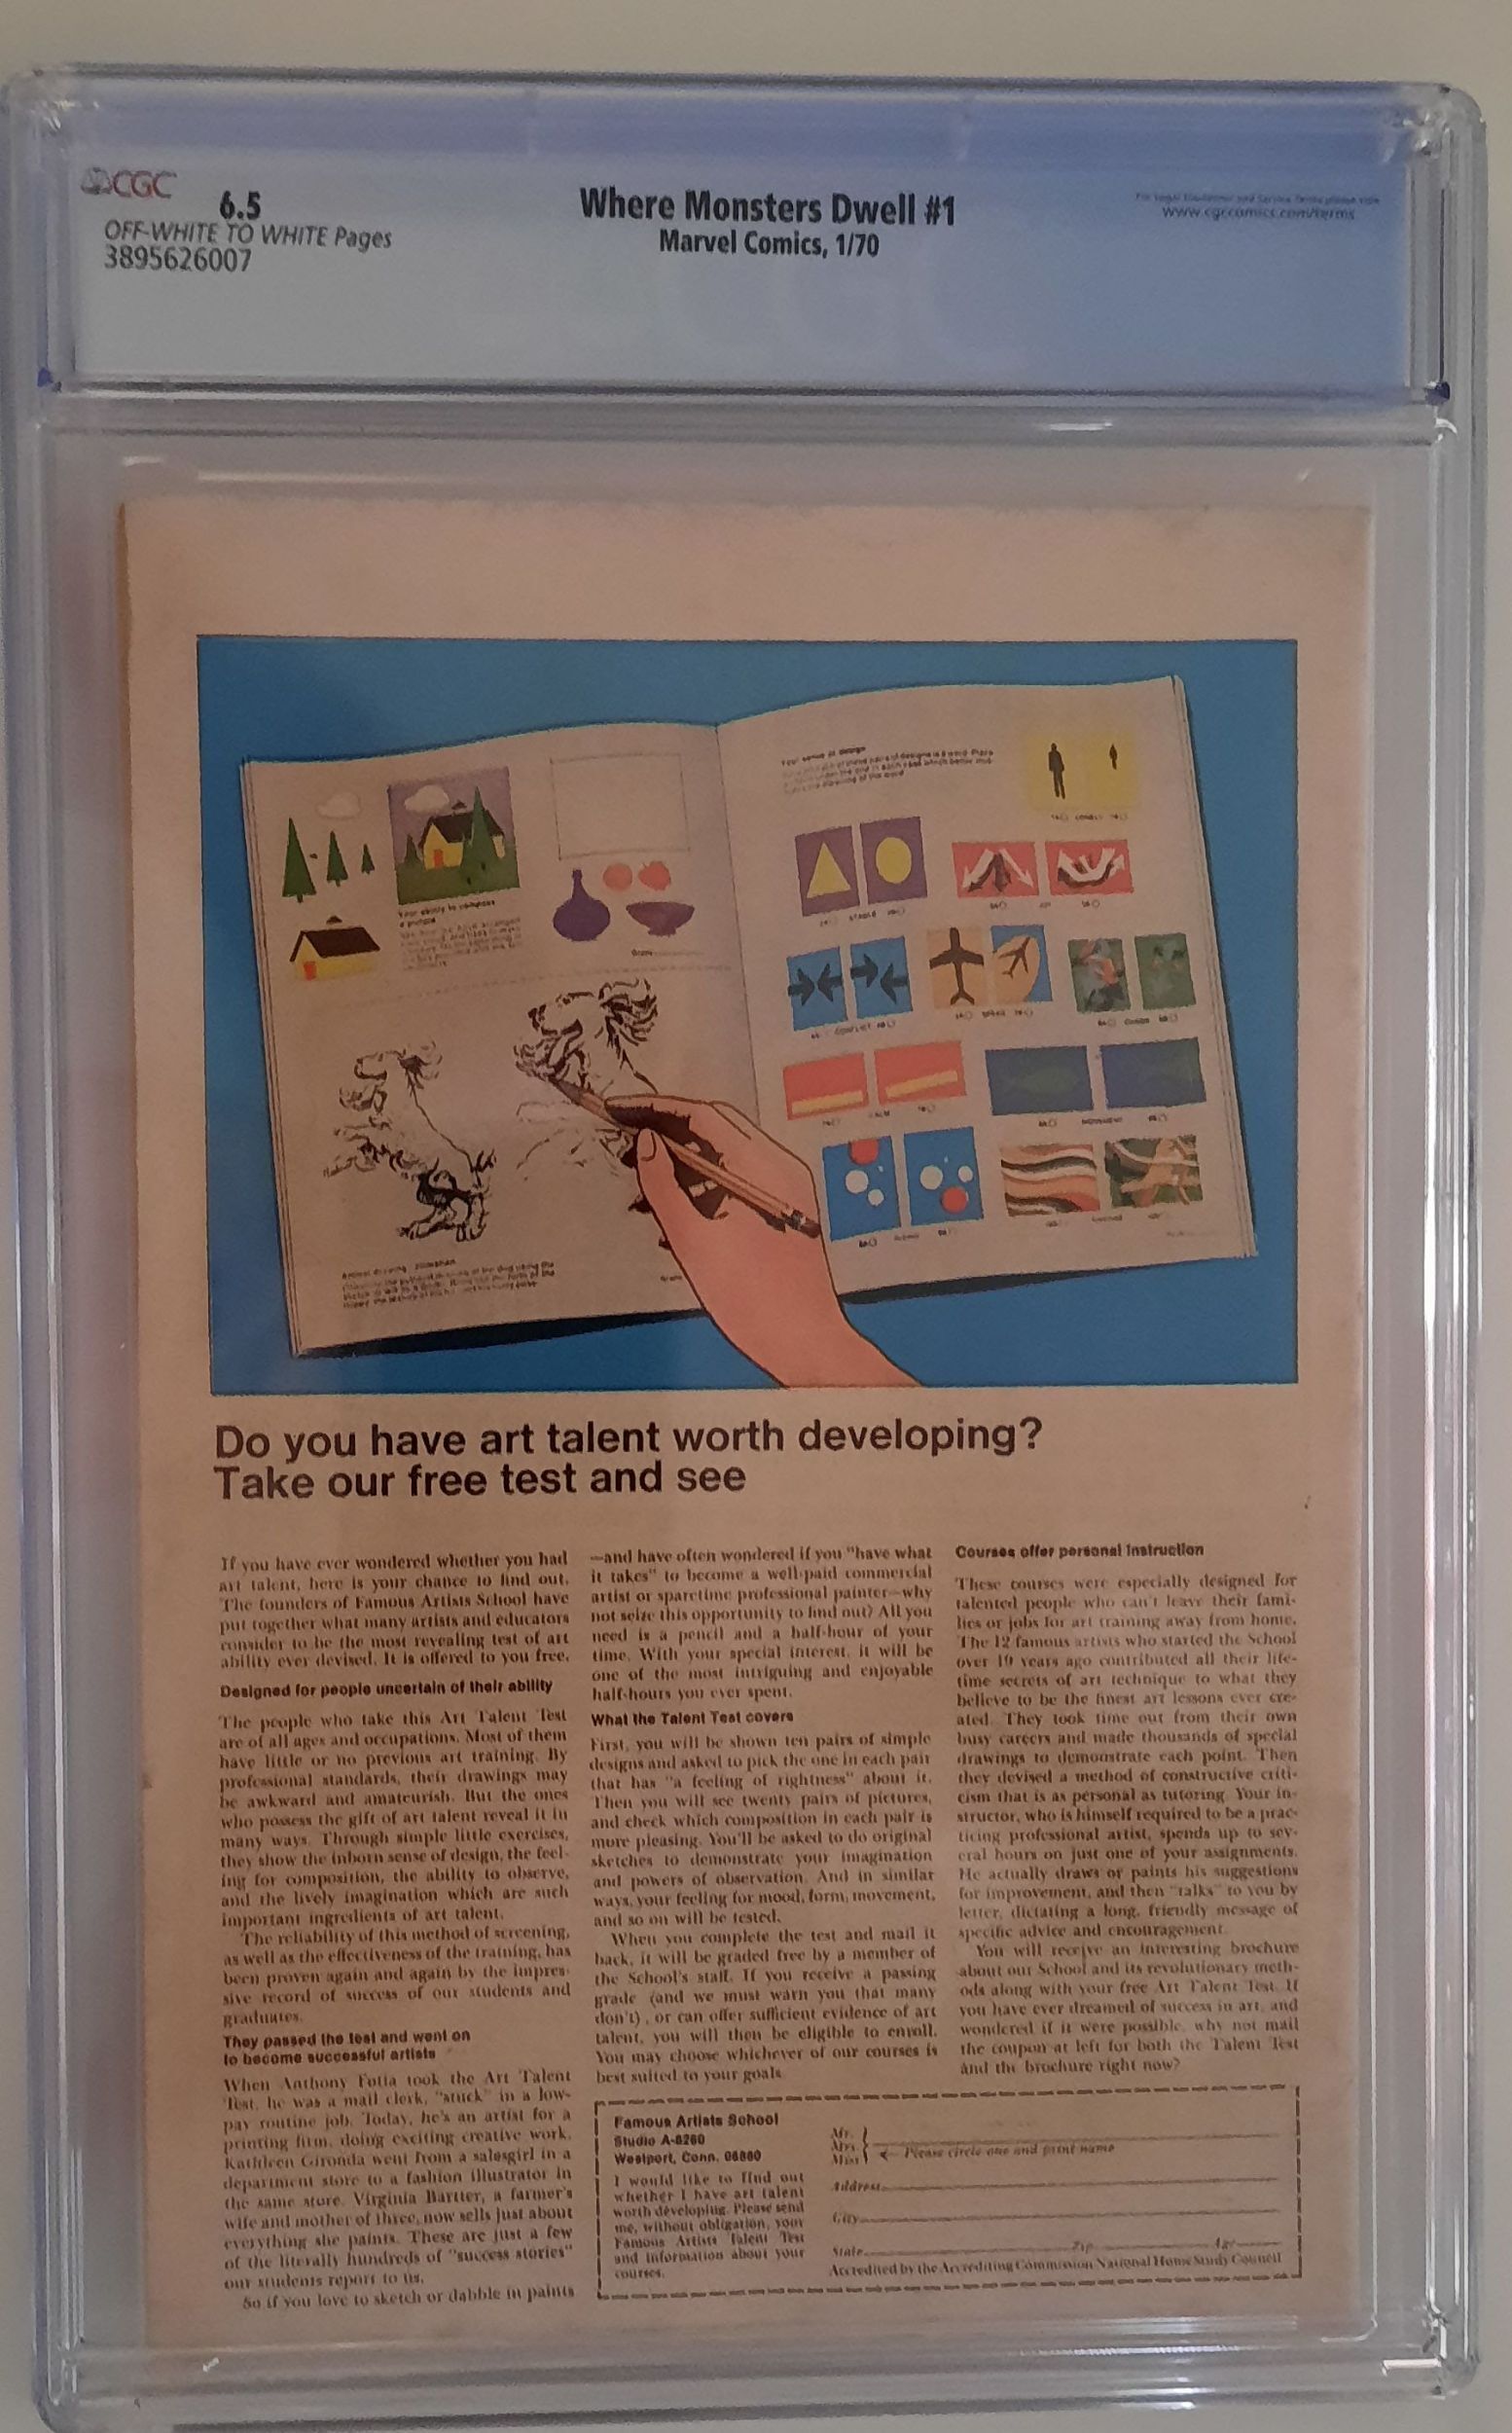 CGC
6.5
OFF-WHITE TO WHITE Pages
3895626007
Where Monsters Dwell #1
Marvel Comics, 1/70
www.cgccomics.com/terms
Do you have art talent worth developing?
Take our free test and see
If you have ever wondered whether you had
art talent, here is your chance to find out.
The founders of Famous Artists School have
put together what many artists and educators
consider to be the most revealing test of art
ability ever devised. It is offered to you free.
Designed for people uncertain of their ability
The people who take this Art Talent Test
are of all ages and occupations. Most of them
have little or no previous art training. By
professional standards, their drawings may
be awkward and amateurish. But the ones
who possess the gift of art talent reveal it in
many ways. Through simple little exercises,
they show the inborn sense of design, the feel-
ing for composition, the ability to observe,
and the lively imagination which are such
important ingredients of art talent.
The reliability of this method of screening,
as well as the effectiveness of the training, has
been proven again and again by the impres-
sive record of success of our students and
graduates.
They passed the test and went on
to become successful artists
When Anthony Fotia took the Art Talent
Test, he was a mail clerk, "stuck" in a low-
pay routine job. Today, he's an artist for a
printing firm, doing exciting creative work.
Kathleen Gironda went from a salesgirl in a
department store to a fashion illustrator in
the same store. Virginia Bartter, a farmer's
wife and mother of three, now sells just about
everything she paints. These are just a few
of the literally hundreds of "success stories"
our students report to us.
So if you love to sketch or dabble in paints
—and have often wondered if you "have what
it takes" to become a well-paid commercial
artist or sparetime professional painter—why
not seize this opportunity to find out? All you
need is a pencil and a half-hour of your
time. With your special interest, it will be
one of the most intriguing and enjoyable
half-hours you ever spent.
What the Talent Test covers
First, you will be shown ten pairs of simple
designs and asked to pick the one in each pair
that has "a feeling of rightness" about it.
Then you will see twenty pairs of pictures,
and check which composition in each pair is
more pleasing. You'll be asked to do original
sketches to demonstrate your imagination
and powers of observation. And in similar
ways, your feeling for mood, form, movement,
and so on will be tested.
When you complete the test and mail it
back, it will be graded free by a member of
the School's staff. If you receive a passing
grade (and we must warn you that many
don't), or can offer sufficient evidence of art
talent, you will then be eligible to enroll.
You may choose whichever of our courses is
best suited to your goals.
Courses offer personal instruction
These courses were especially designed for
talented people who can't leave their fami-
lies or jobs for art training away from home.
The 12 famous artists who started the School
over 19 years ago contributed all their life-
time secrets of art technique to what they
believe to be the finest art lessons ever cre-
ated. They took time out from their own
busy careers and made thousands of special
drawings to demonstrate each point. Then
they devised a method of constructive criti-
cism that is as personal as tutoring. Your in-
structor, who is himself required to be a prac-
ticing professional artist, spends up to sev-
eral hours on just one of your assignments.
He actually draws or paints his suggestions
for improvement, and then "talks" to you by
letter, dictating a long, friendly message of
specific advice and encouragement.
You will receive an interesting brochure
about our School and its revolutionary meth-
ods along with your free Art Talent Test. If
you have ever dreamed of success in art, and
wondered if it were possible, why not mail
the coupon at left for both the Talent Test
and the brochure right now?
Famous Artists School
Studio A-8260
Westport, Conn. 06880
I would like to find out
whether I have art talent
worth developing. Please send
me, without obligation, your
Famous Artists Talent Test
and information about your
courses.
Mr.
Mrs.
Miss
Please circle one and print name
Address
City
State Zip Age
Accredited by the Accrediting Commission National Home Study Council